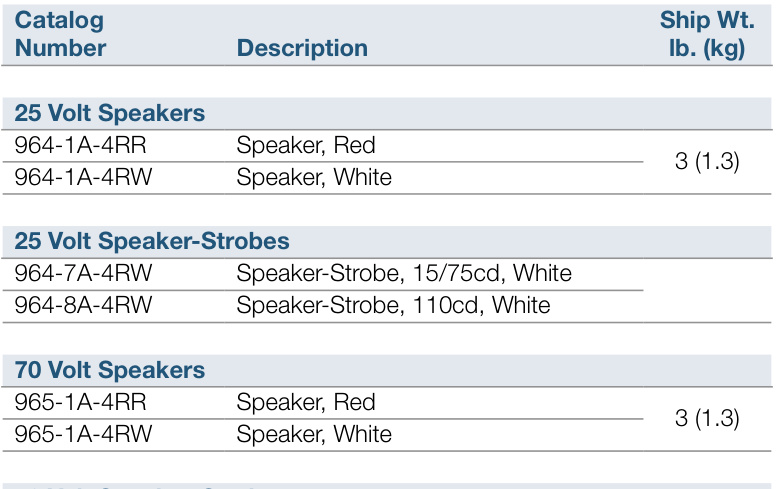 Catalog Number Description Ship Wt. lb. (kg)
25 Volt Speakers
964-1A-4RR Speaker, Red 3 (1.3)
964-1A-4RW Speaker, White
25 Volt Speaker-Strobes
964-7A-4RW Speaker-Strobe, 15/75cd, White
964-8A-4RW Speaker-Strobe, 110cd, White
70 Volt Speakers
965-1A-4RR Speaker, Red 3 (1.3)
965-1A-4RW Speaker, White